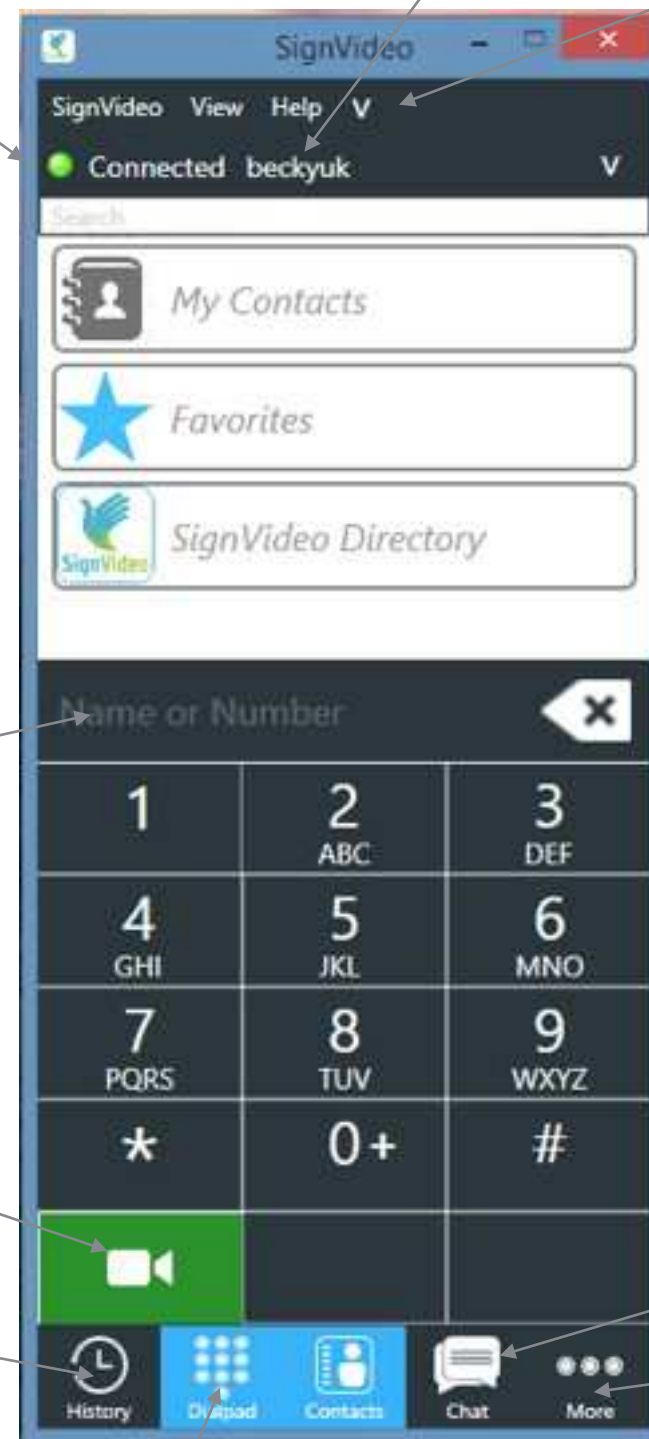 SignVideo
SignVideo View Help V
Connected beckyuk V
Search
My Contacts
Favorites
SignVideo
SignVideo Directory
Name or Number
1 2 3
ABC DEF
4 5 6
GHI JKL MNO
7 8 9
PQRS TUV WXYZ
* 0+ #
History Dialpad Contacts Chat More